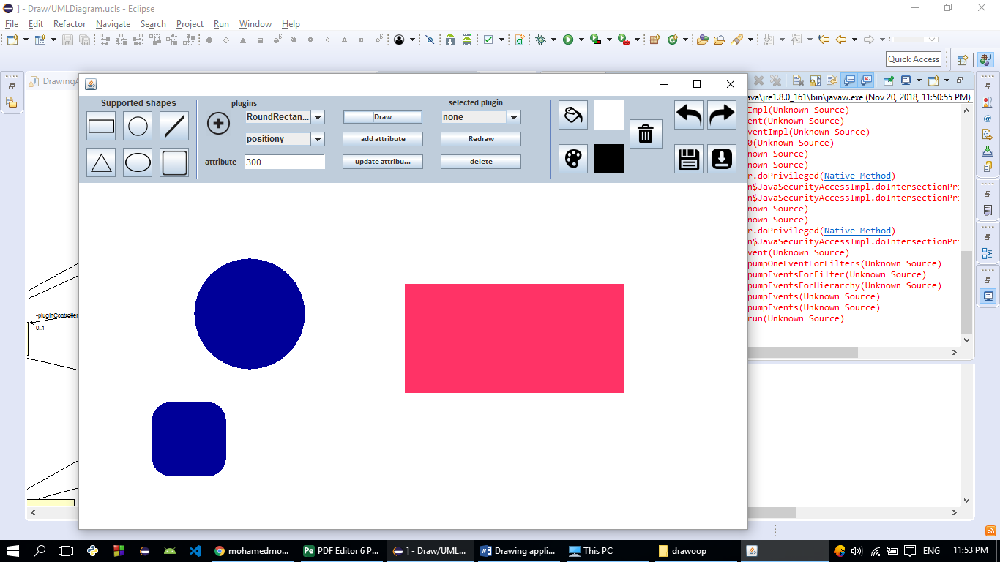 ] - Draw/UMLDiagram.ucls - Eclipse
File Edit Refactor Navigate Search Project Run Window Help
Quick Access
DrawingA
ava\jre1.8.0_161\bin\javaw.exe (Nov 20, 2018, 11:50:55 PM)
Supported shapes
plugins
selected plugin
RoundRectan...
Draw
none
positiony
add attribute
Redraw
attribute
300
update attribu...
delete
Impl(Unknown Source)
ent(Unknown Source)
ventImpl(Unknown Source)
0(Unknown Source)
nown Source)
nown Source)
r.doPrivileged(Native Method)
n$JavaSecurityAccessImpl.doIntersectionPri
n$JavaSecurityAccessImpl.doIntersectionPri
nown Source)
nown Source)
r.doPrivileged(Native Method)
n$JavaSecurityAccessImpl.doIntersectionPri
vent(Unknown Source)
pumpOneEventForFilters(Unknown Source)
pumpEventsForFilter(Unknown Source)
pumpEventsForHierarchy(Unknown Source)
pumpEvents(Unknown Source)
pumpEvents(Unknown Source)
run(Unknown Source)
-pluginController
0..1
mohamedmo...
PDF Editor 6 P...
] - Draw/UML...
Drawing appli...
This PC
drawoop
ENG
11:53 PM